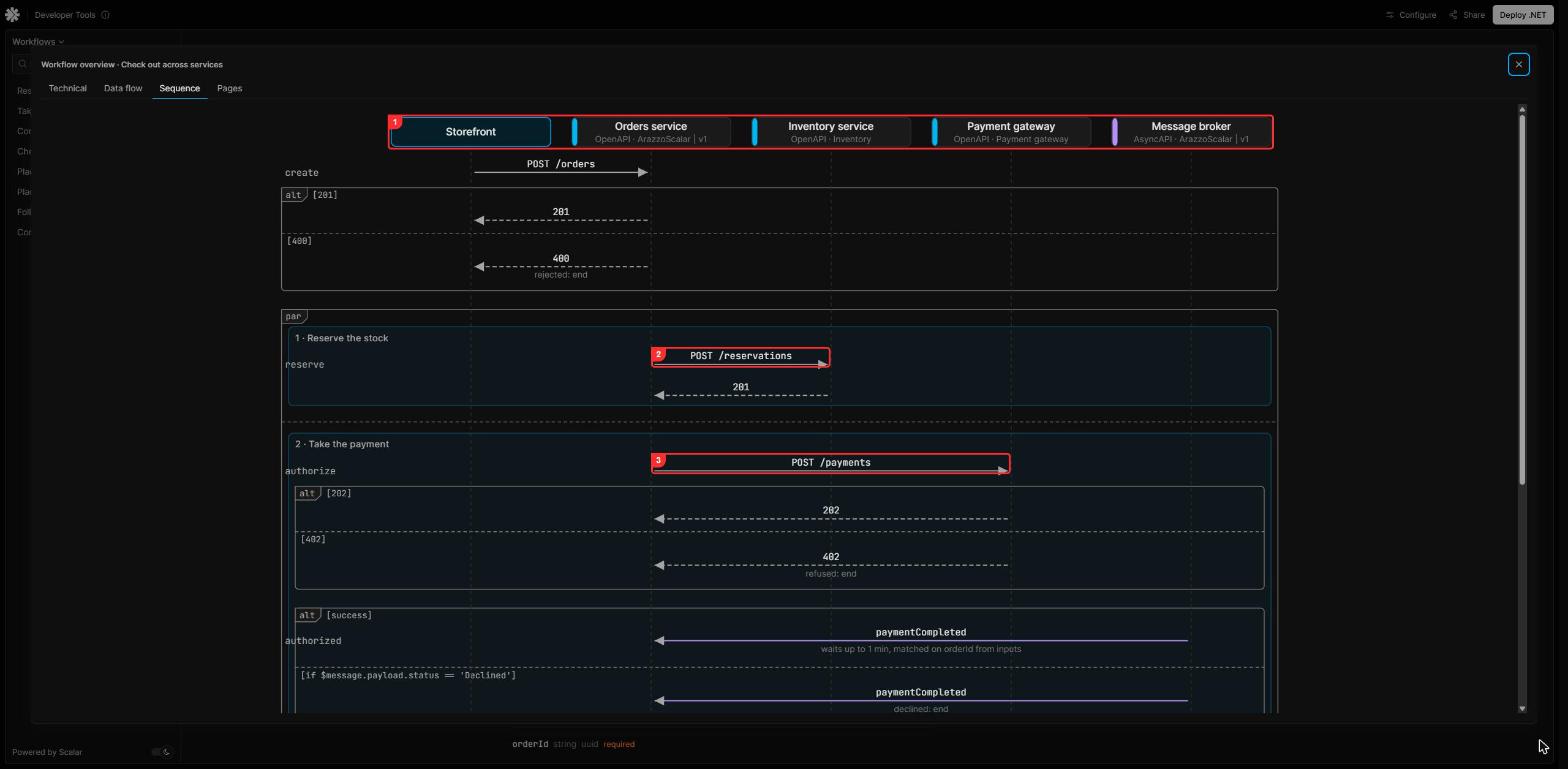 Developer Tools
Configure
Share
Deploy .NET
Workflows
Workflow overview · Check out across services
Technical
Data flow
Sequence
Pages
1
Storefront
Orders service
OpenAPI · ArazzoScalar | v1
Inventory service
OpenAPI · Inventory
Payment gateway
OpenAPI · Payment gateway
Message broker
AsyncAPI · ArazzoScalar | v1
POST /orders
create
alt [201]
201
[400]
400
rejected: end
par
1 · Reserve the stock
2 POST /reservations
reserve
201
2 · Take the payment
3 POST /payments
authorize
alt [202]
202
[402]
402
refused: end
alt [success]
paymentCompleted
authorized
waits up to 1 min, matched on orderId from inputs
[if $message.payload.status == 'Declined']
paymentCompleted
declined: end
orderId string uuid required
Powered by Scalar